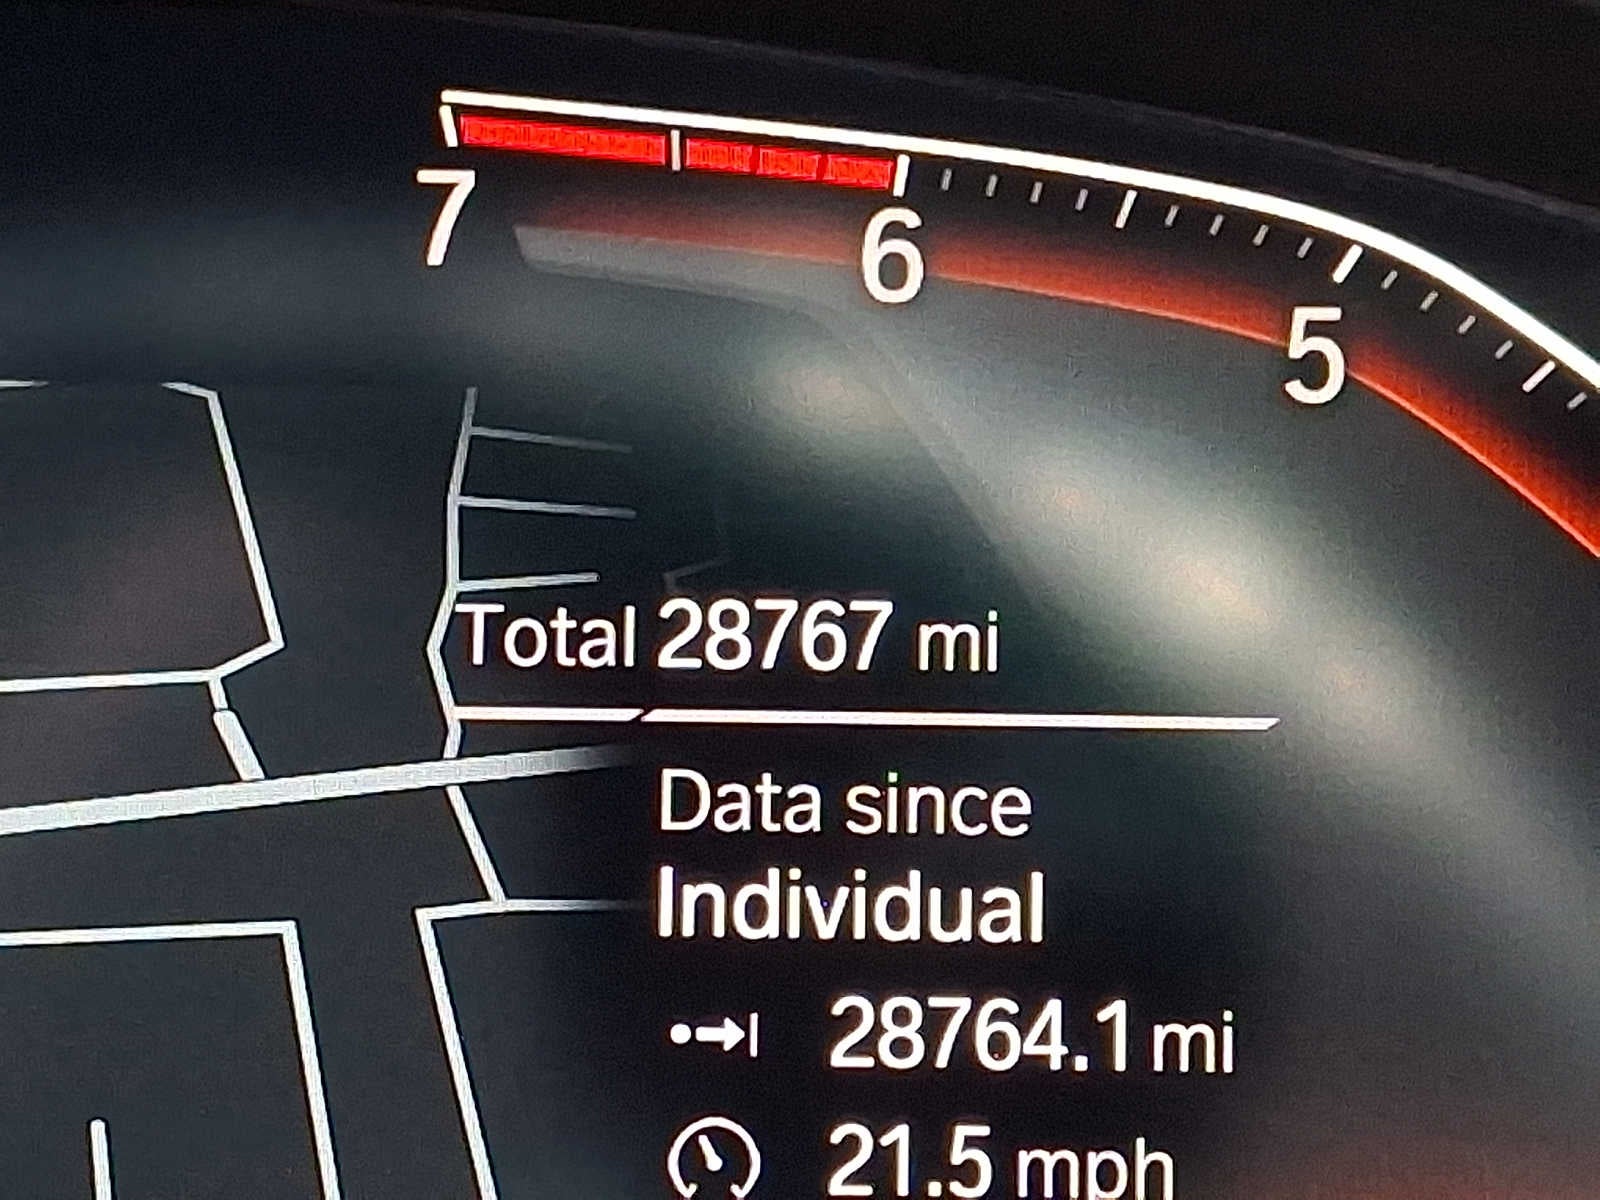 7
6
5
Total 28767 mi
Data since
Individual
28764.1 mi
21.5 mph